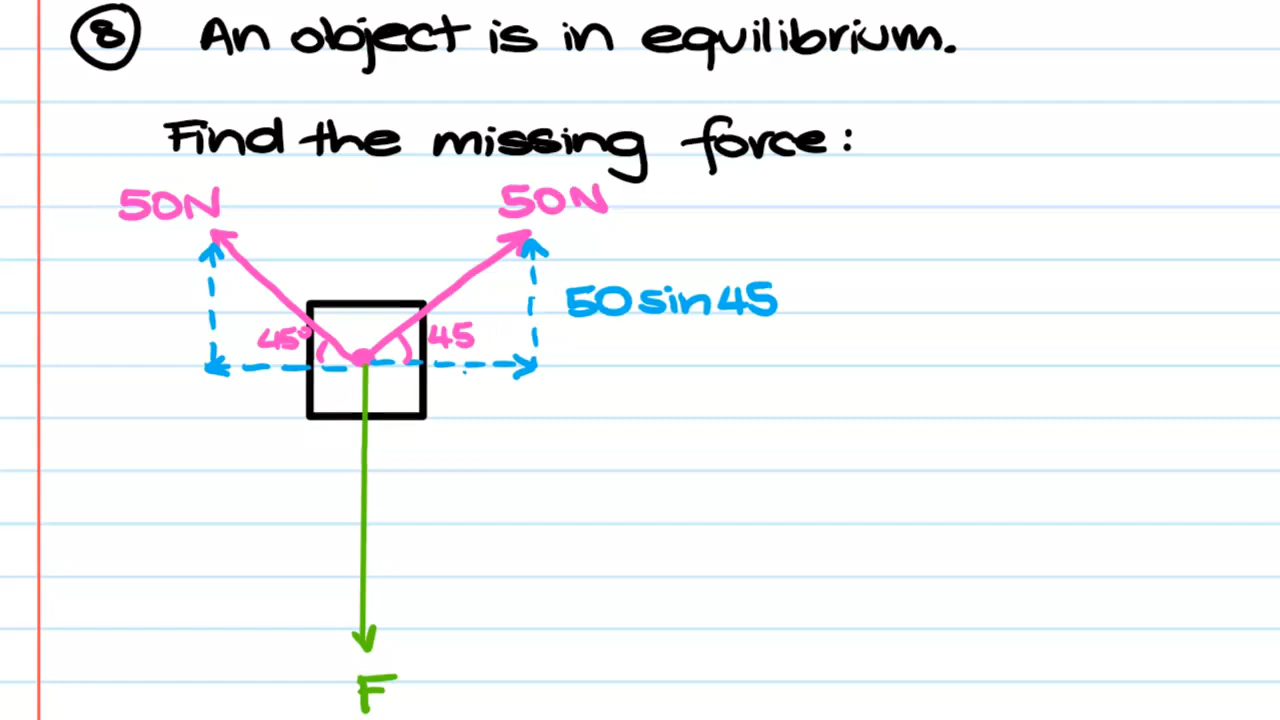 8 An object is in equilibrium.
Find the missing force:
50N 50N
50sin45
45° 45
F